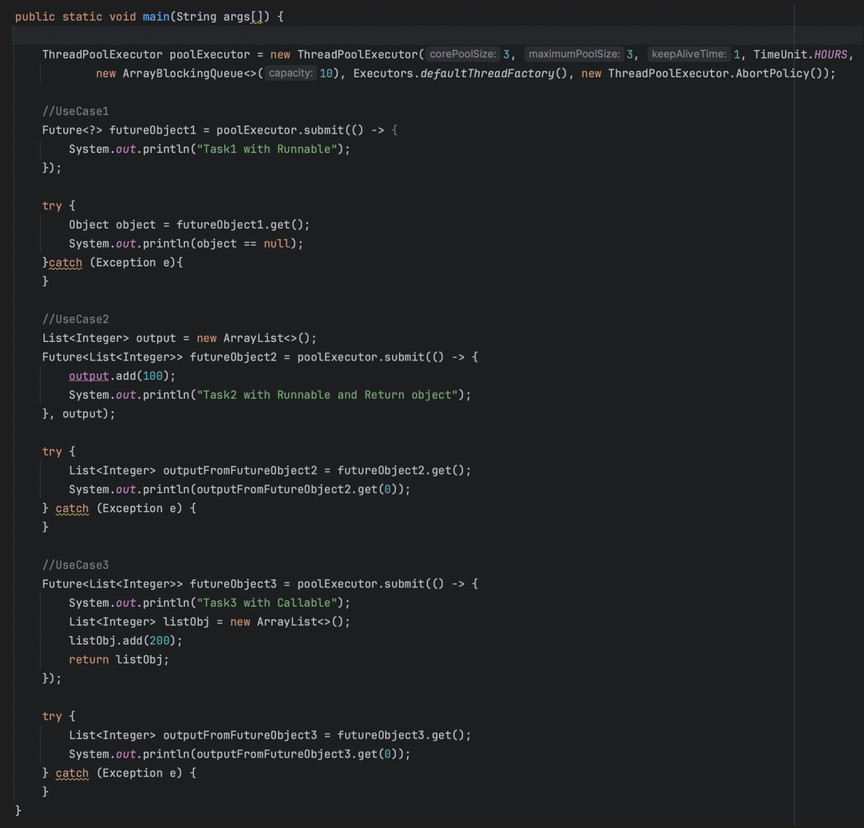 public static void main(String args[]) {
ThreadPoolExecutor poolExecutor = new ThreadPoolExecutor( corePoolSize: 3, maximumPoolSize: 3, keepAliveTime: 1, TimeUnit.HOURS,
new ArrayBlockingQueue<>( capacity: 10), Executors.defaultThreadFactory(), new ThreadPoolExecutor.AbortPolicy());
//UseCase1
Future<?> futureObject1 = poolExecutor.submit(() -> {
System.out.println("Task1 with Runnable");
});
try {
Object object = futureObject1.get();
System.out.println(object == null);
}catch (Exception e){
}
//UseCase2
List<Integer> output = new ArrayList<>();
Future<List<Integer>> futureObject2 = poolExecutor.submit(() -> {
output.add(100);
System.out.println("Task2 with Runnable and Return object");
}, output);
try {
List<Integer> outputFromFutureObject2 = futureObject2.get();
System.out.println(outputFromFutureObject2.get(0));
} catch (Exception e) {
}
//UseCase3
Future<List<Integer>> futureObject3 = poolExecutor.submit(() -> {
System.out.println("Task3 with Callable");
List<Integer> listObj = new ArrayList<>();
listObj.add(200);
return listObj;
});
try {
List<Integer> outputFromFutureObject3 = futureObject3.get();
System.out.println(outputFromFutureObject3.get(0));
} catch (Exception e) {
}
}